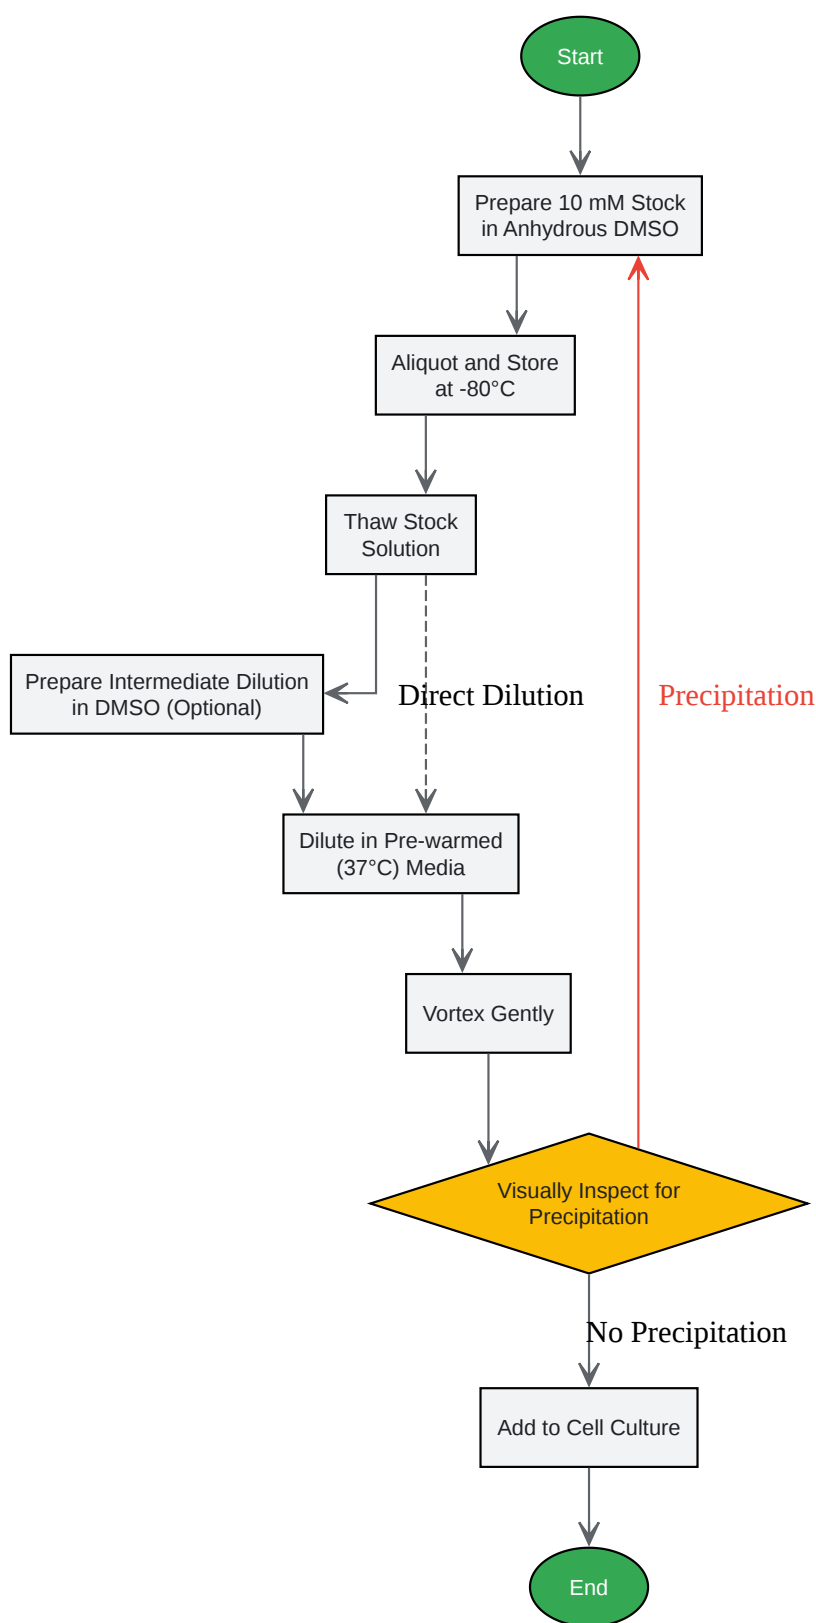 Start
Prepare 10 mM Stock
in Anhydrous DMSO
Aliquot and Store
at -80°C
Thaw Stock
Solution
Prepare Intermediate Dilution
in DMSO (Optional)
Direct Dilution
Precipitation
Dilute in Pre-warmed
(37°C) Media
Vortex Gently
Visually Inspect for
Precipitation
No Precipitation
Add to Cell Culture
End